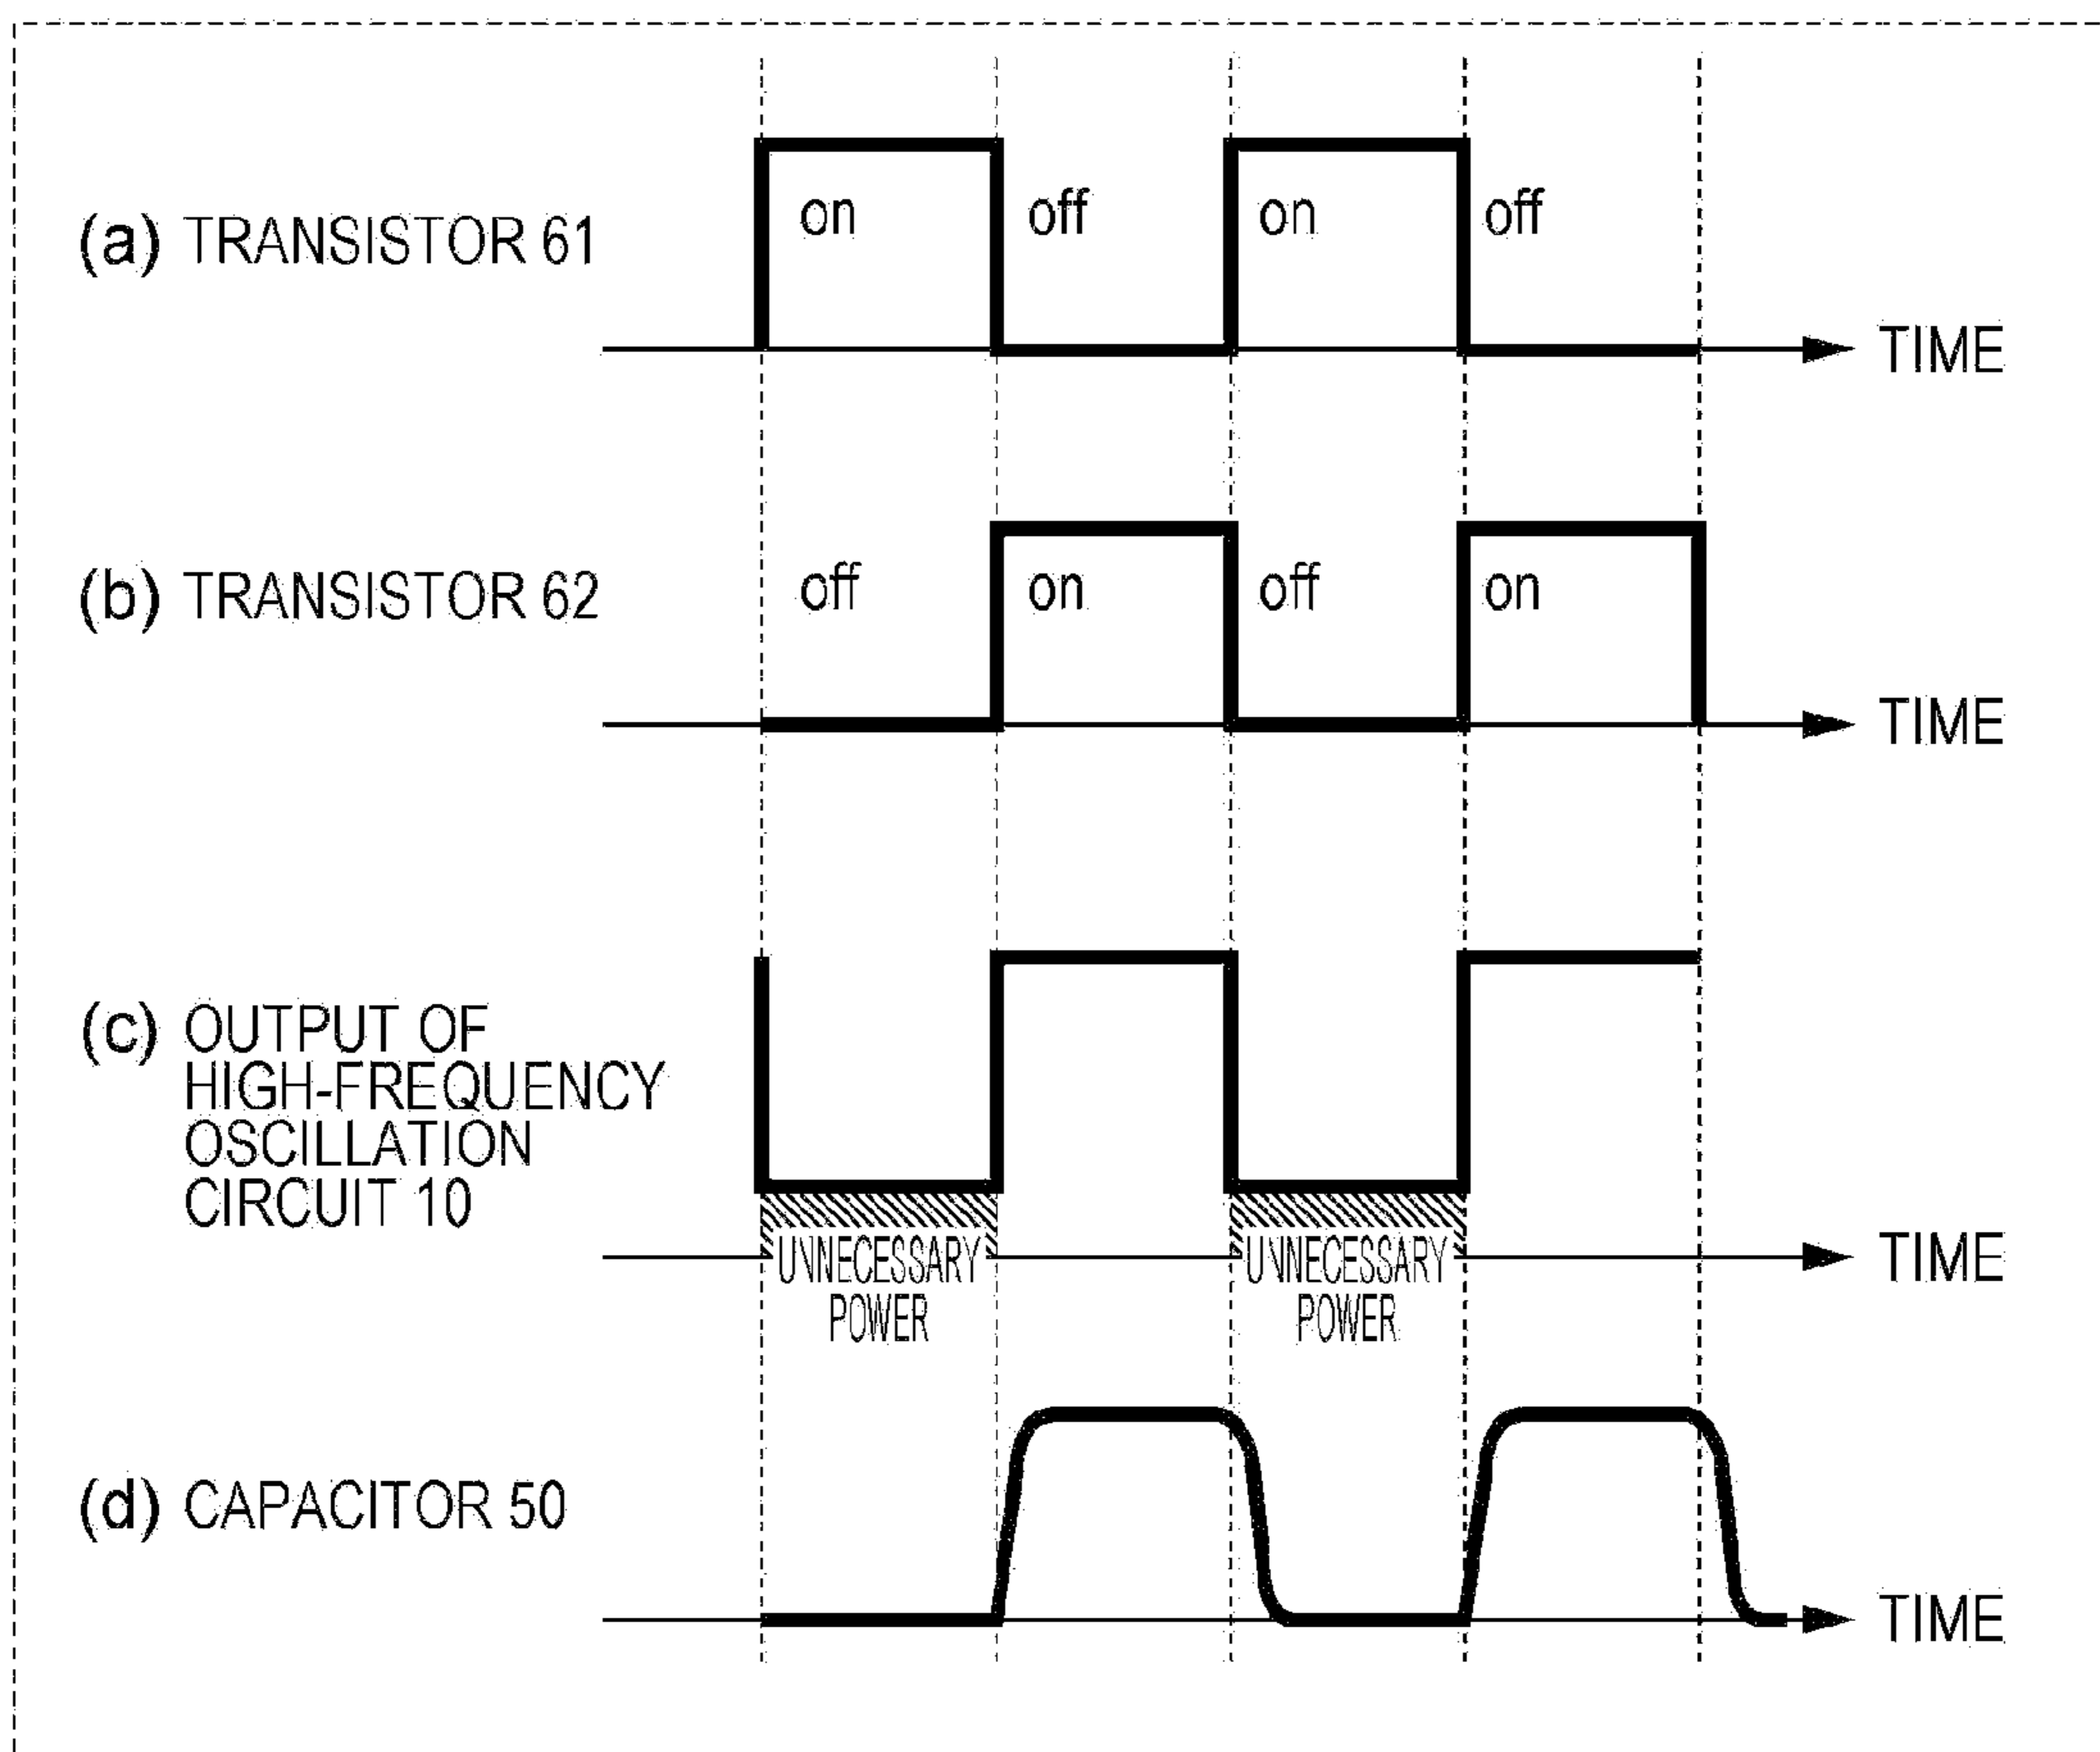 on off on off
(a) TRANSISTOR 61
TIME
off on off on
(b) TRANSISTOR 62
TIME
(c) OUTPUT OF
HIGH-FREQUENCY
OSCILLATION
CIRCUIT 10
TIME
UNNECESSARY
POWER
UNNECESSARY
POWER
(d) CAPACITOR 50
TIME